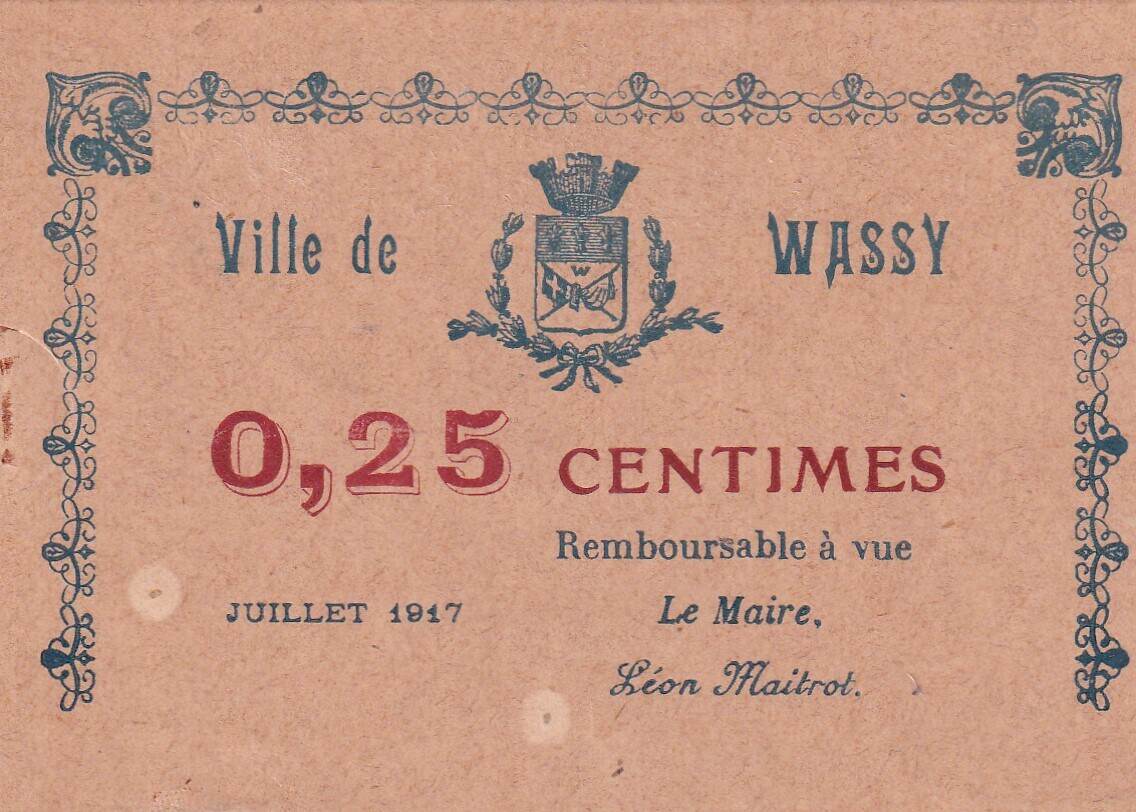 Ville de WASSY
W
0,25 CENTIMES
Remboursable à vue
JUILLET 1917 Le Maire,
Léon Maitrot.